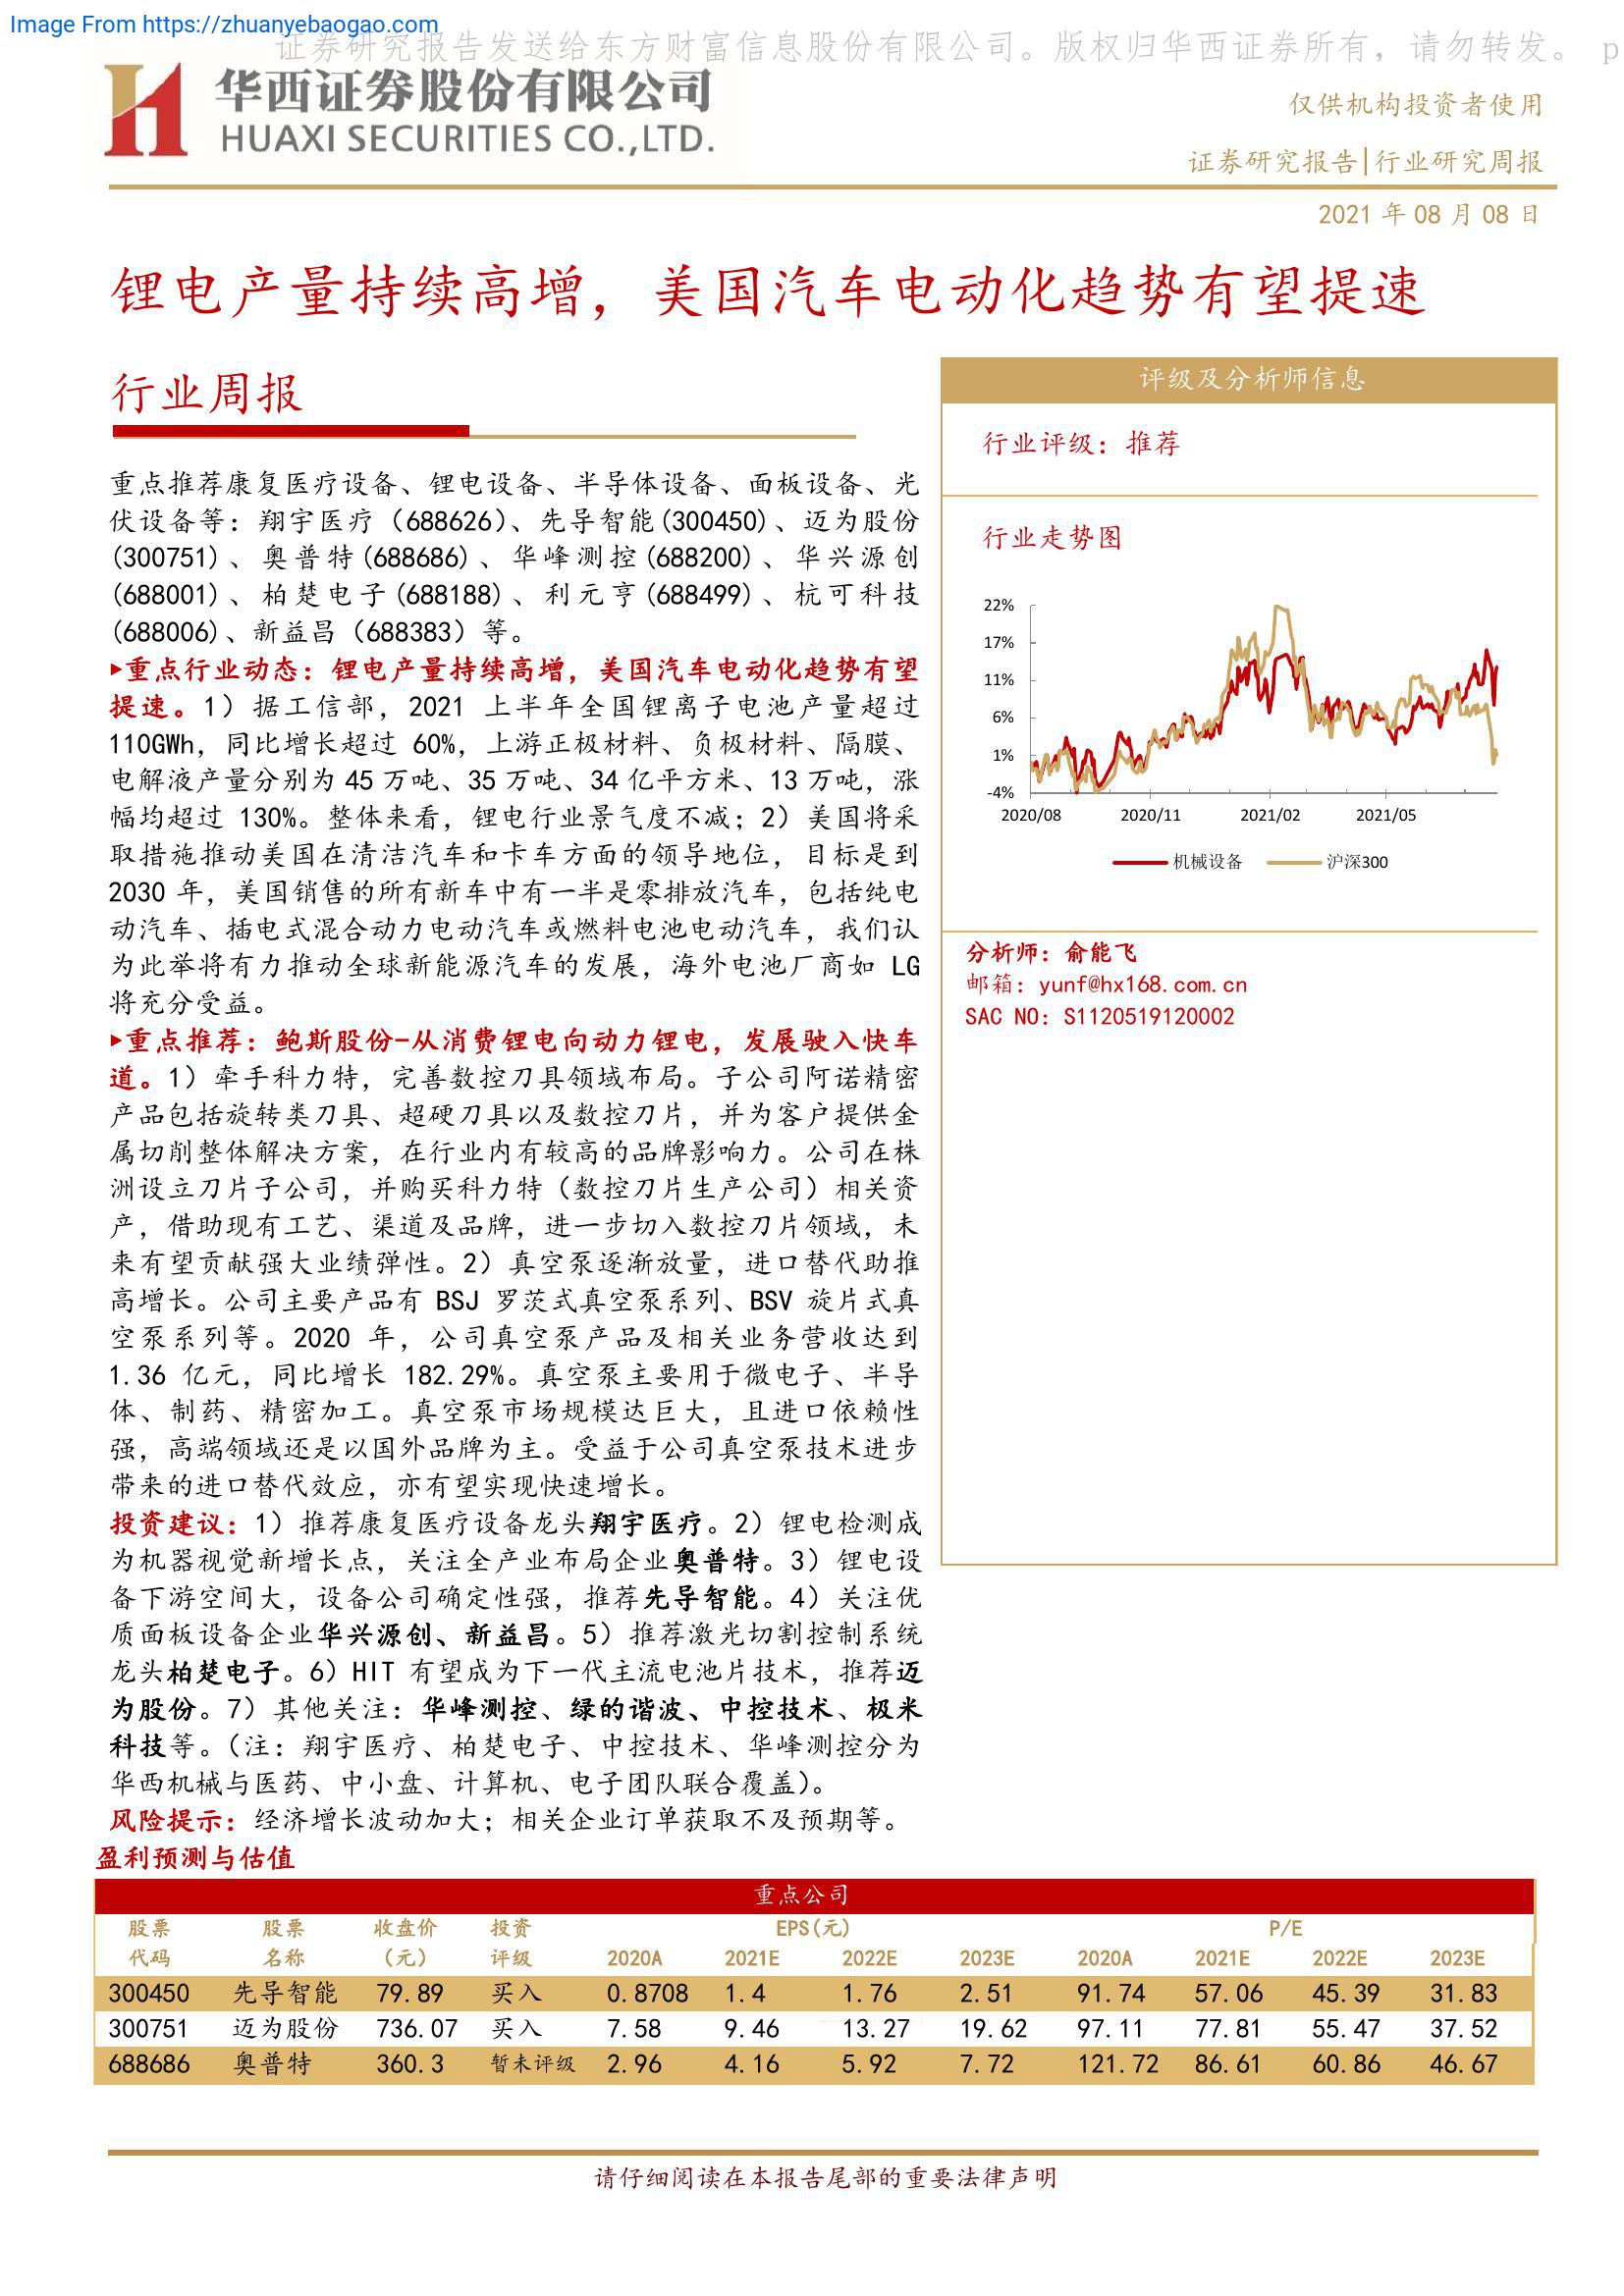 Image From https://zhuanyebaogao.com
证券研究报告发送给东方财富信息股份有限公司。版权归华西证券所有，请勿转发。 p
华西证券股份有限公司
HUAXI SECURITIES CO.,LTD.
仅供机构投资者使用
证券研究报告|行业研究周报
2021 年 08 月 08 日
锂电产量持续高增，美国汽车电动化趋势有望提速
行业周报
重点推荐康复医疗设备、锂电设备、半导体设备、面板设备、光
伏设备等：翔宇医疗（688626）、先导智能(300450)、迈为股份
(300751)、奥普特(688686)、华峰测控(688200)、华兴源创
(688001)、柏楚电子(688188)、利元亨(688499)、杭可科技
(688006)、新益昌（688383）等。
▶重点行业动态：锂电产量持续高增，美国汽车电动化趋势有望
提速。1）据工信部，2021 上半年全国锂离子电池产量超过
110GWh，同比增长超过 60%，上游正极材料、负极材料、隔膜、
电解液产量分别为 45 万吨、35 万吨、34 亿平方米、13 万吨，涨
幅均超过 130%。整体来看，锂电行业景气度不减；2）美国将采
取措施推动美国在清洁汽车和卡车方面的领导地位，目标是到
2030 年，美国销售的所有新车中有一半是零排放汽车，包括纯电
动汽车、插电式混合动力电动汽车或燃料电池电动汽车，我们认
为此举将有力推动全球新能源汽车的发展，海外电池厂商如 LG
将充分受益。
▶重点推荐：鲍斯股份-从消费锂电向动力锂电，发展驶入快车
道。1）牵手科力特，完善数控刀具领域布局。子公司阿诺精密
产品包括旋转类刀具、超硬刀具以及数控刀片，并为客户提供金
属切削整体解决方案，在行业内有较高的品牌影响力。公司在株
洲设立刀片子公司，并购买科力特（数控刀片生产公司）相关资
产，借助现有工艺、渠道及品牌，进一步切入数控刀片领域，未
来有望贡献强大业绩弹性。2）真空泵逐渐放量，进口替代助推
高增长。公司主要产品有 BSJ 罗茨式真空泵系列、BSV 旋片式真
空泵系列等。2020 年，公司真空泵产品及相关业务营收达到
1.36 亿元，同比增长 182.29%。真空泵主要用于微电子、半导
体、制药、精密加工。真空泵市场规模达巨大，且进口依赖性
强，高端领域还是以国外品牌为主。受益于公司真空泵技术进步
带来的进口替代效应，亦有望实现快速增长。
投资建议：1）推荐康复医疗设备龙头翔宇医疗。2）锂电检测成
为机器视觉新增长点，关注全产业布局企业奥普特。3）锂电设
备下游空间大，设备公司确定性强，推荐先导智能。4）关注优
质面板设备企业华兴源创、新益昌。5）推荐激光切割控制系统
龙头柏楚电子。6）HIT 有望成为下一代主流电池片技术，推荐迈
为股份。7）其他关注：华峰测控、绿的谐波、中控技术、极米
科技等。（注：翔宇医疗、柏楚电子、中控技术、华峰测控分为
华西机械与医药、中小盘、计算机、电子团队联合覆盖）。
风险提示：经济增长波动加大；相关企业订单获取不及预期等。
评级及分析师信息
行业评级：推荐
行业走势图
22%
17%
11%
6%
1%
-4%
2020/08 2020/11 2021/02 2021/05
机械设备 沪深300
分析师：俞能飞
邮箱：yunf@hx168.com.cn
SAC NO：S1120519120002
盈利预测与估值
重点公司
股票 股票 收盘价 投资 EPS(元) P/E
代码 名称 （元） 评级 2020A 2021E 2022E 2023E 2020A 2021E 2022E 2023E
300450 先导智能 79.89 买入 0.8708 1.4 1.76 2.51 91.74 57.06 45.39 31.83
300751 迈为股份 736.07 买入 7.58 9.46 13.27 19.62 97.11 77.81 55.47 37.52
688686 奥普特 360.3 暂未评级 2.96 4.16 5.92 7.72 121.72 86.61 60.86 46.67
请仔细阅读在本报告尾部的重要法律声明